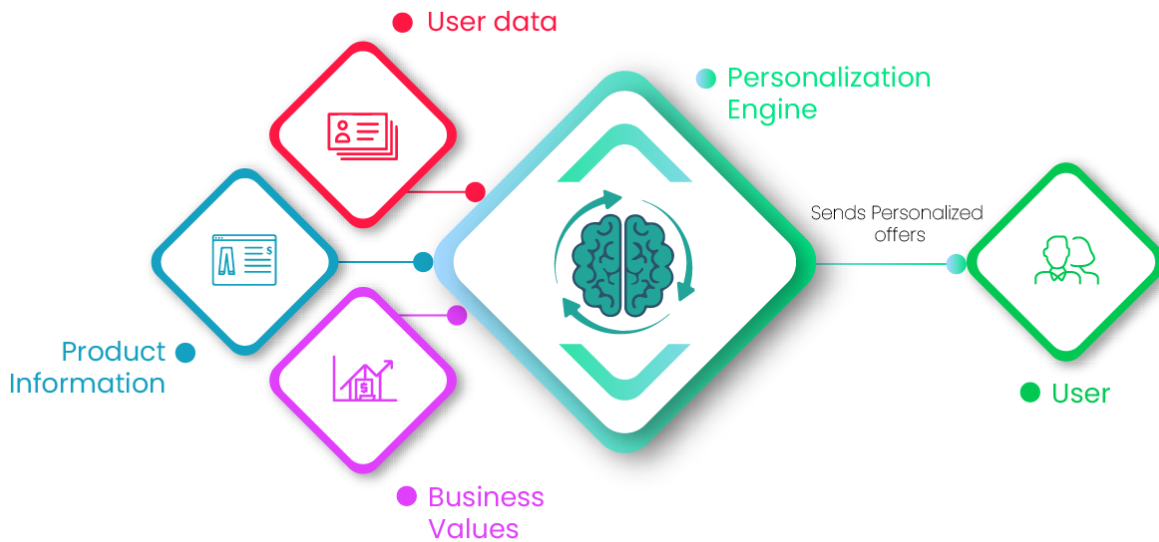 User data
Personalization
Engine
Sends Personalized
offers
Product
Information
User
Business
Values
$
$